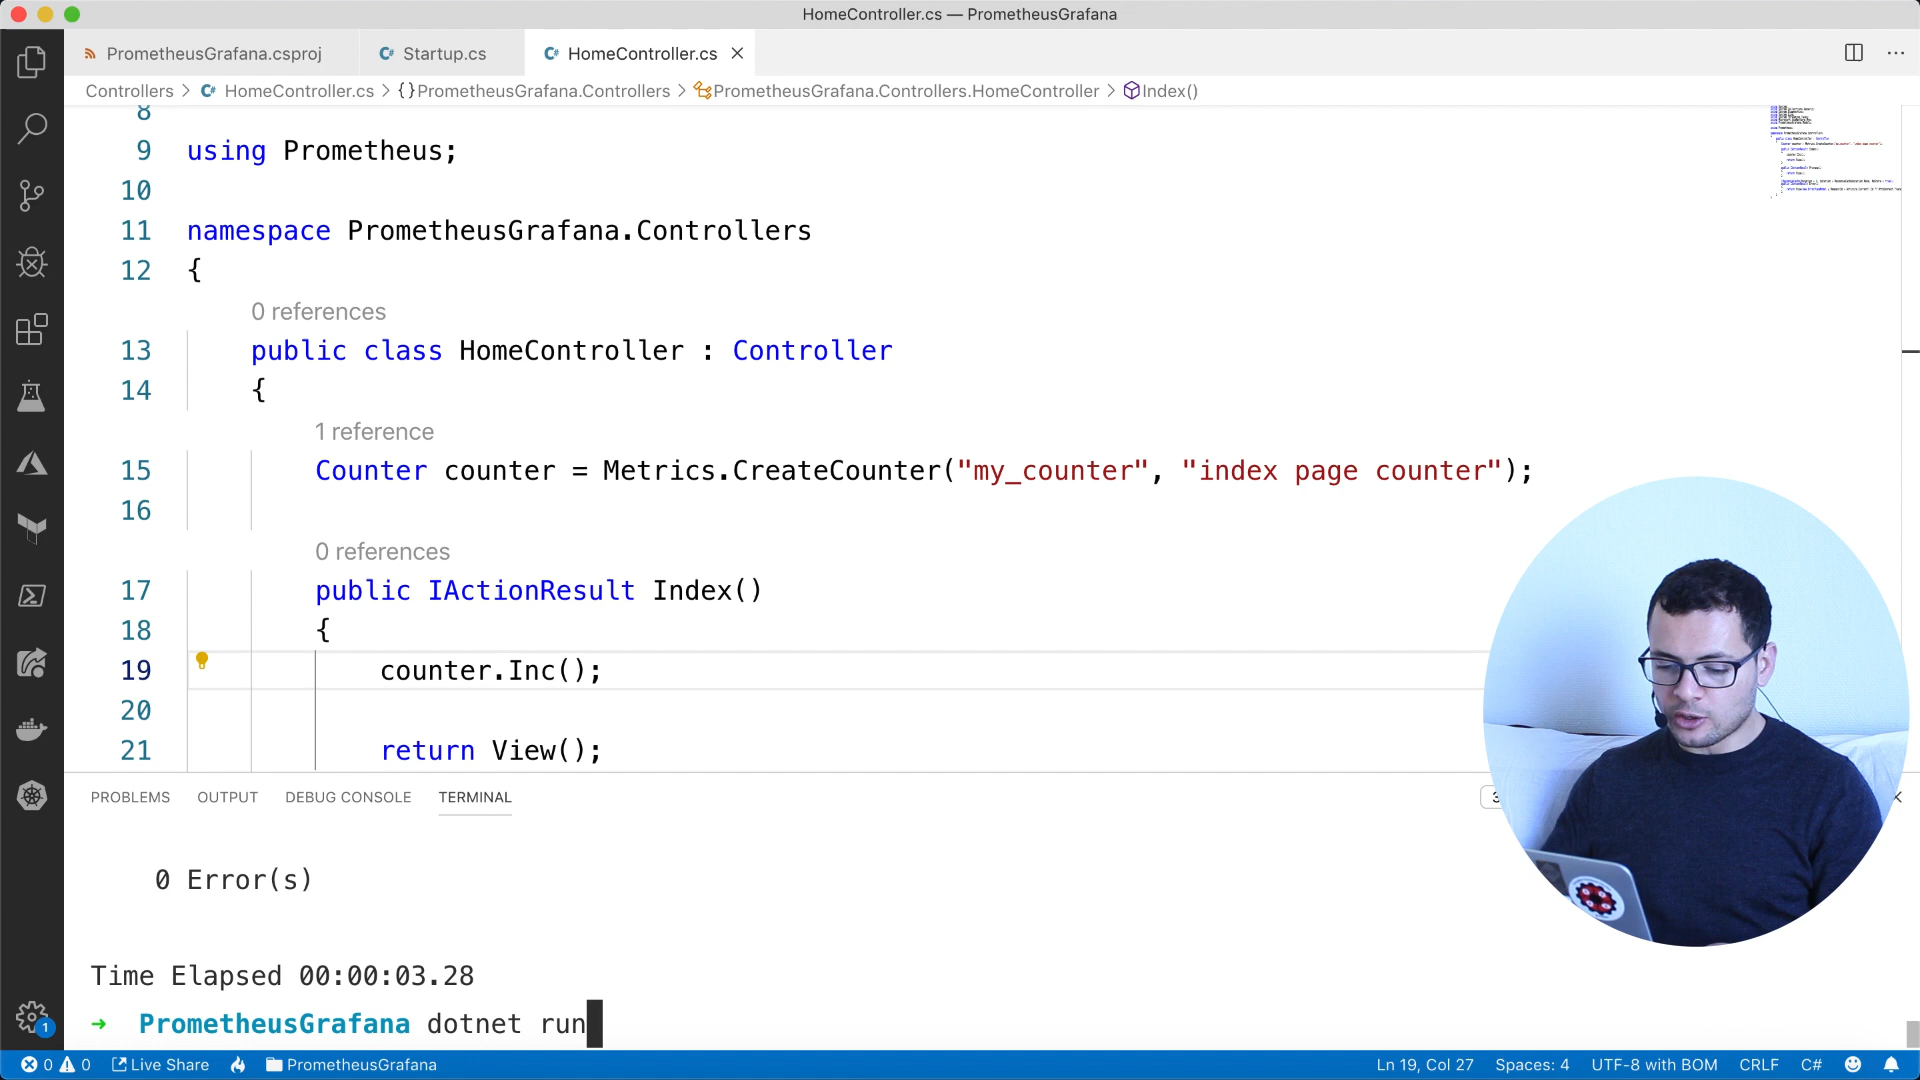 HomeController.cs — PrometheusGrafana
PrometheusGrafana.csproj
Startup.cs
HomeController.cs
Controllers > HomeController.cs > {} PrometheusGrafana.Controllers > PrometheusGrafana.Controllers.HomeController > Index()
8
9 using Prometheus;
10
11 namespace PrometheusGrafana.Controllers
12 {
0 references
13 public class HomeController : Controller
14 {
1 reference
15 Counter counter = Metrics.CreateCounter("my_counter", "index page counter");
16
0 references
17 public IActionResult Index()
18 {
19 counter.Inc();
20
21 return View();
PROBLEMS OUTPUT DEBUG CONSOLE TERMINAL
0 Error(s)
Time Elapsed 00:00:03.28
→ PrometheusGrafana dotnet run
1
0 0 Live Share PrometheusGrafana Ln 19, Col 27 Spaces: 4 UTF-8 with BOM CRLF C#